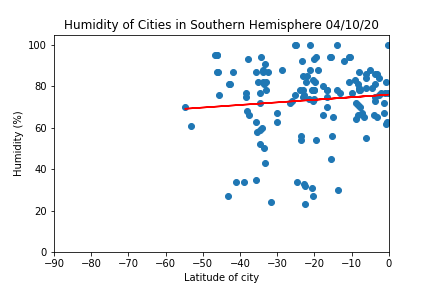 Humidity of Cities in Southern Hemisphere 04/10/20
100
80
60
40
20
0
Humidity (%)
−90 −80 −70 −60 −50 −40 −30 −20 −10 0
Latitude of city